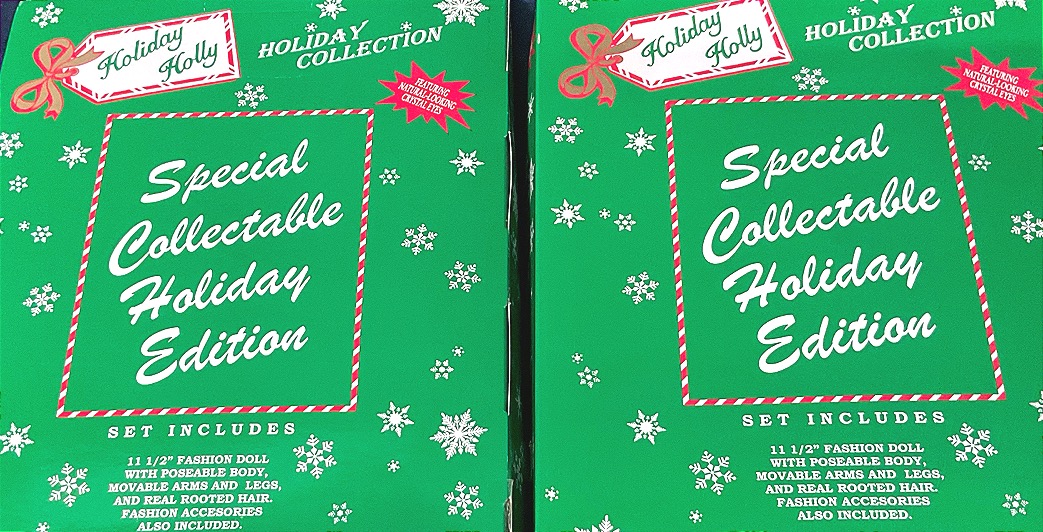 Holiday
Holly
HOLIDAY
COLLECTION
FEATURING
NATURAL-LOOKING
CRYSTAL EYES
Special
Collectable
Holiday
Edition
SET INCLUDES
11 1/2" FASHION DOLL
WITH POSEABLE BODY,
MOVABLE ARMS AND LEGS,
AND REAL ROOTED HAIR.
FASHION ACCESORIES
ALSO INCLUDED.
Holiday
Holly
HOLIDAY
COLLECTION
FEATURING
NATURAL-LOOKING
CRYSTAL EYES
Special
Collectable
Holiday
Edition
SET INCLUDES
11 1/2" FASHION DOLL
WITH POSEABLE BODY,
MOVABLE ARMS AND LEGS,
AND REAL ROOTED HAIR.
FASHION ACCESORIES
ALSO INCLUDED.